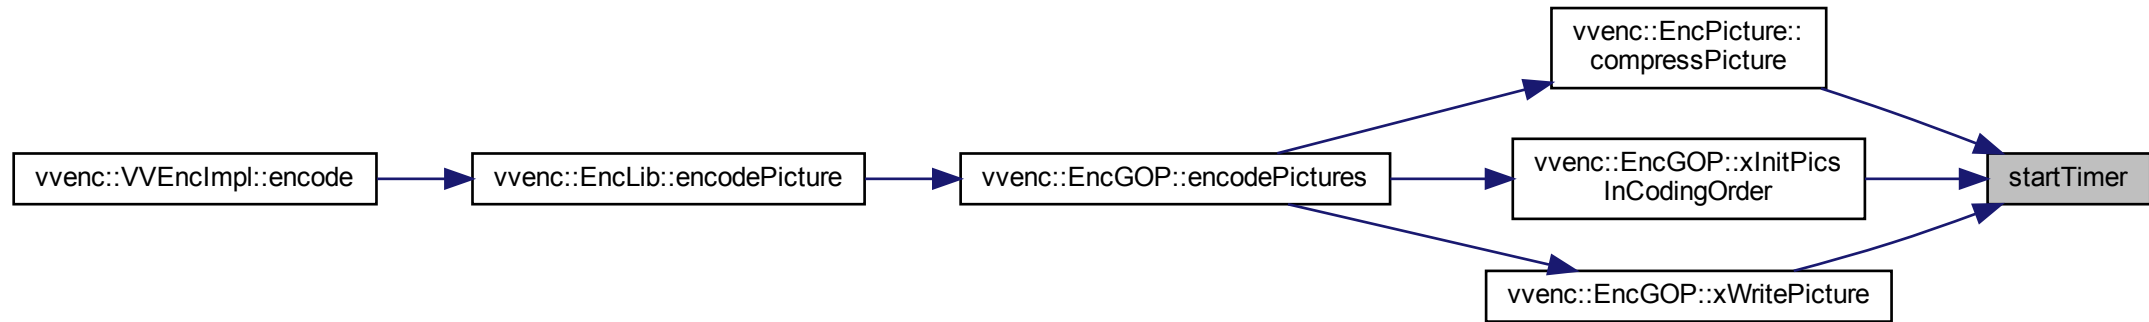 vvenc::VVEncImpl::encode
vvenc::EncLib::encodePicture
vvenc::EncGOP::encodePictures
vvenc::EncPicture::
compressPicture
vvenc::EncGOP::xInitPics
InCodingOrder
vvenc::EncGOP::xWritePicture
startTimer